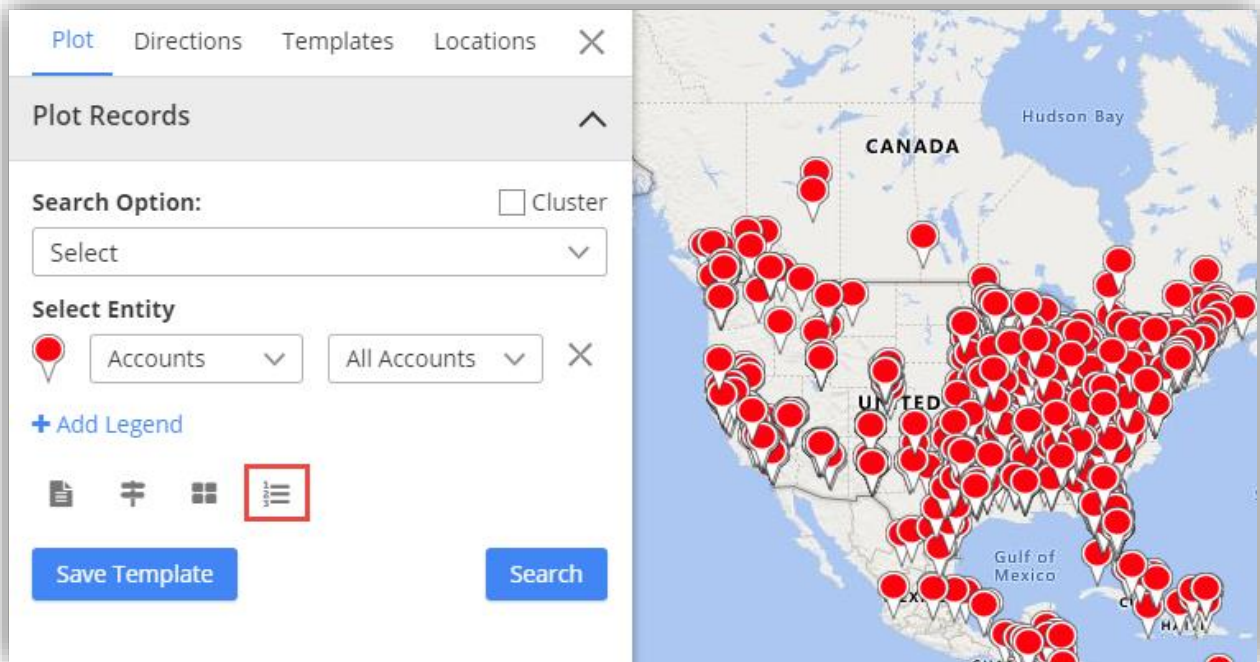 Plot Directions Templates Locations
Plot Records
Search Option: Cluster
Select
Select Entity
Accounts All Accounts
Add Legend
Save Template Search
Hudson Bay
CANADA
UNITED
Gulf of
Mexico